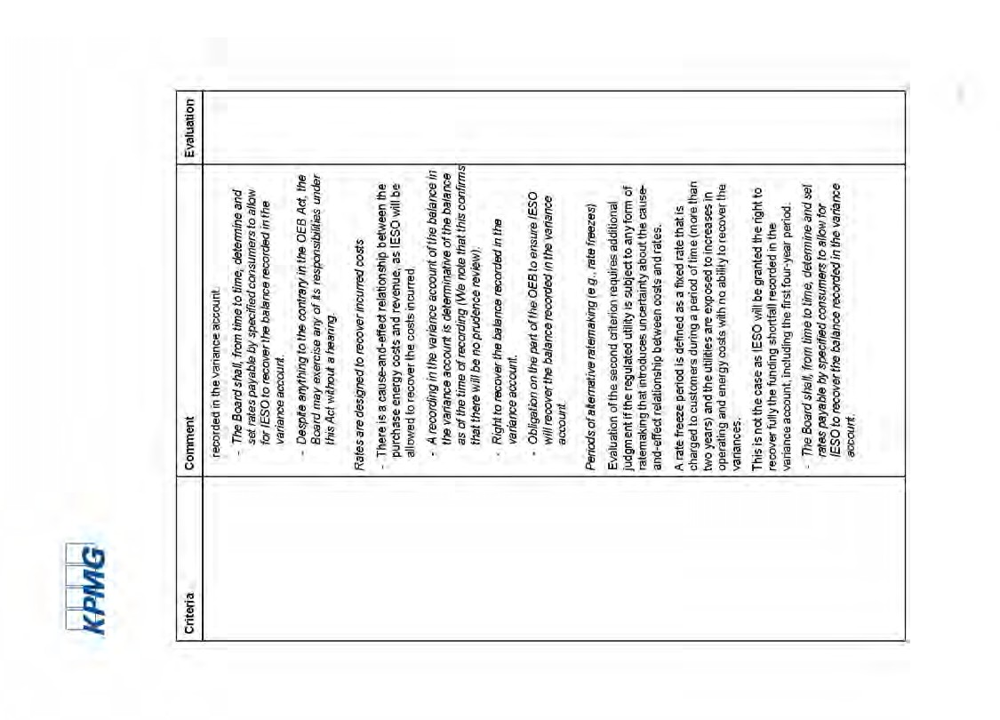 KPMG
Criteria
Comment
Evaluation
recorded in the variance account.
- The Board shall, from time to time, determine and
set rates payable by specified consumers to allow
for IESO to recover the balance recorded in the
variance account.
- Despite anything to the contrary in the OEB Act, the
Board may exercise any of its responsibilities under
this Act without a hearing.
Rates are designed to recover incurred costs
- There is a cause-and-effect relationship between the
purchase energy costs and revenue, as IESO will be
allowed to recover the costs incurred.
- A recording in the variance account of the balance in
the variance account is determinative of the balance
as of the time of recording (We note that this confirms
that there will be no prudence review).
- Right to recover the balance recorded in the
variance account.
- Obligation on the part of the OEB to ensure IESO
will recover the balance recorded in the variance
account.
Periods of alternative ratemaking (e.g., rate freezes)
Evaluation of the second criterion requires additional
judgment if the regulated utility is subject to any form of
ratemaking that introduces uncertainty about the cause-
and-effect relationship between costs and rates.
A rate freeze period is defined as a fixed rate that is
charged to customers during a period of time (more than
two years) and the utilities are exposed to increases in
operating and energy costs with no ability to recover the
variances.
This is not the case as IESO will be granted the right to
recover fully the funding shortfall recorded in the
variance account, including the first four-year period.
- The Board shall, from time to time, determine and set
rates payable by specified consumers to allow for
IESO to recover the balance recorded in the variance
account.